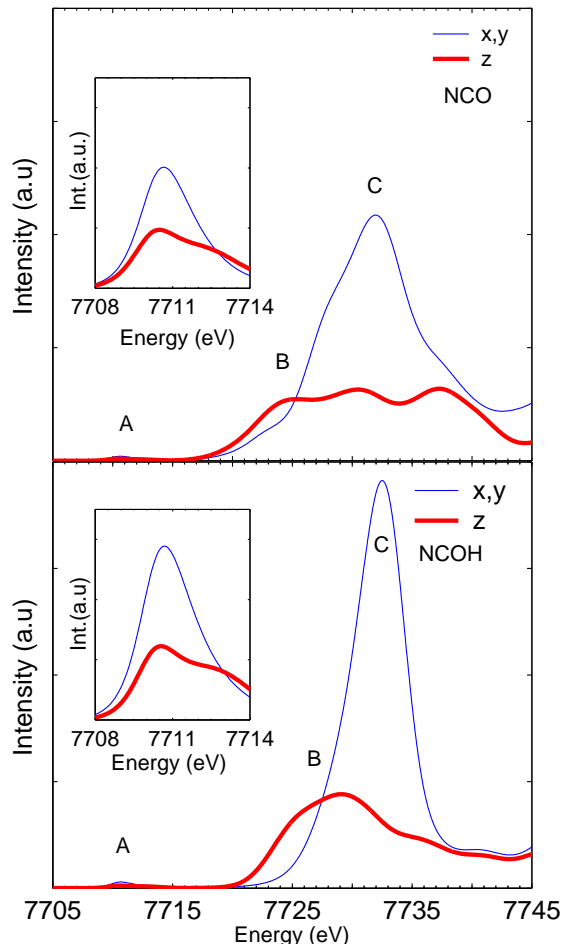 x,y
z
NCO
C
B
A
Intensity (a.u)
Int.(a.u.)
7708 7711 7714
Energy (eV)
x,y
z
NCOH
C
B
A
Intensity (a.u)
Int.(a.u)
7708 7711 7714
Energy (eV)
7705 7715 7725 7735 7745
Energy (eV)